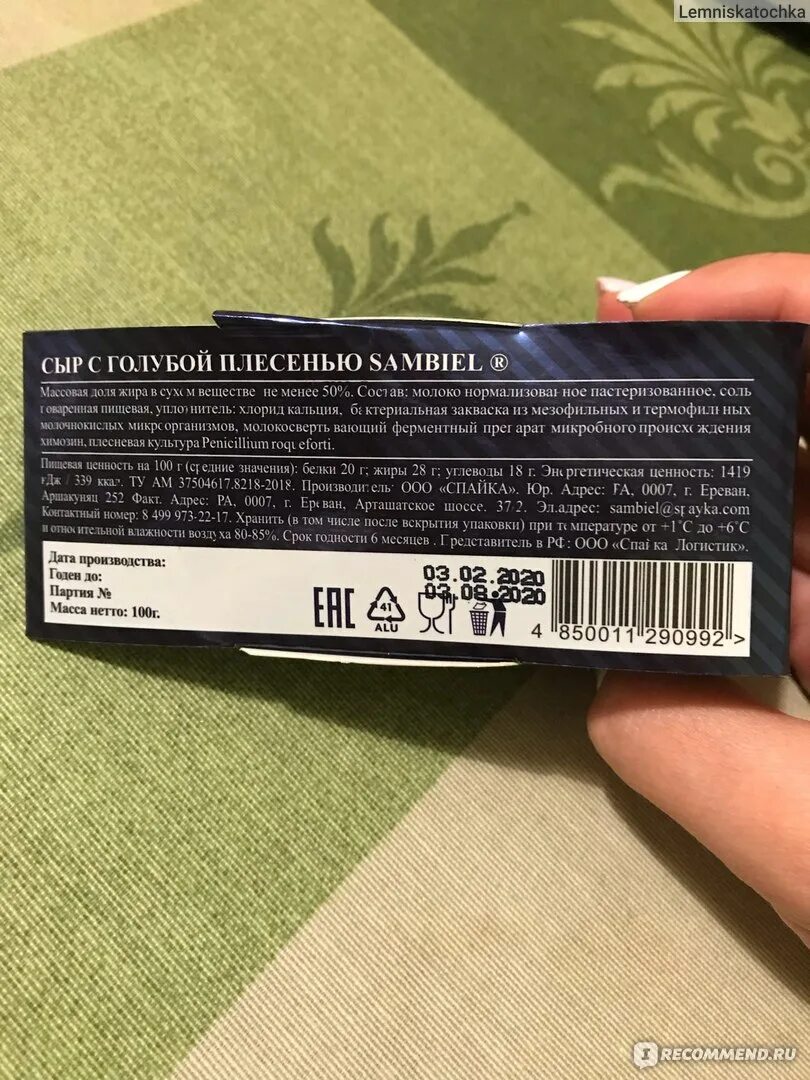 Lemniskatochka
СЫР С ГОЛУБОЙ ПЛЕСЕНЬЮ SAMBIEL ®
Массовая доля жира в сухом веществе не менее 50%. Состав: молоко нормализованное пастеризованное, соль
поваренная пищевая, уплотнитель: хлорид кальция, бактериальная закваска из мезофильных и термофильных
молочнокислых микроорганизмов, молокосвертывающий ферментный препарат микробного происхождения
химозин, плесневая культура Penicillium roqueforti.
Пищевая ценность на 100 г (средние значения): белки 20 г; жиры 28 г; углеводы 18 г. Энергетическая ценность: 1419
кДж / 339 ккал. ТУ АМ 37504617.8218-2018. Производитель: ООО «СПАЙКА». Юр. Адрес: РА, 0007, г. Ереван,
Аршакуняц 252 Факт. Адрес: РА, 0007, г. Ереван, Арташатское шоссе. 37/2. Эл.адрес: sambiel@spayka.com
Контактный номер: 8 499 973-22-17. Хранить (в том числе после вскрытия упаковки) при температуре от +1˚С до +6˚С
и относительной влажности воздуха 80-85%. Срок годности 6 месяцев. Представитель в РФ: ООО «Спайка Логистик».
Дата производства: 03.02.2020
Годен до: 03.08.2020
Партия №
Масса нетто: 100г.
EAC
41
ALU
4 850011 290992 >
IRECOMMEND.RU